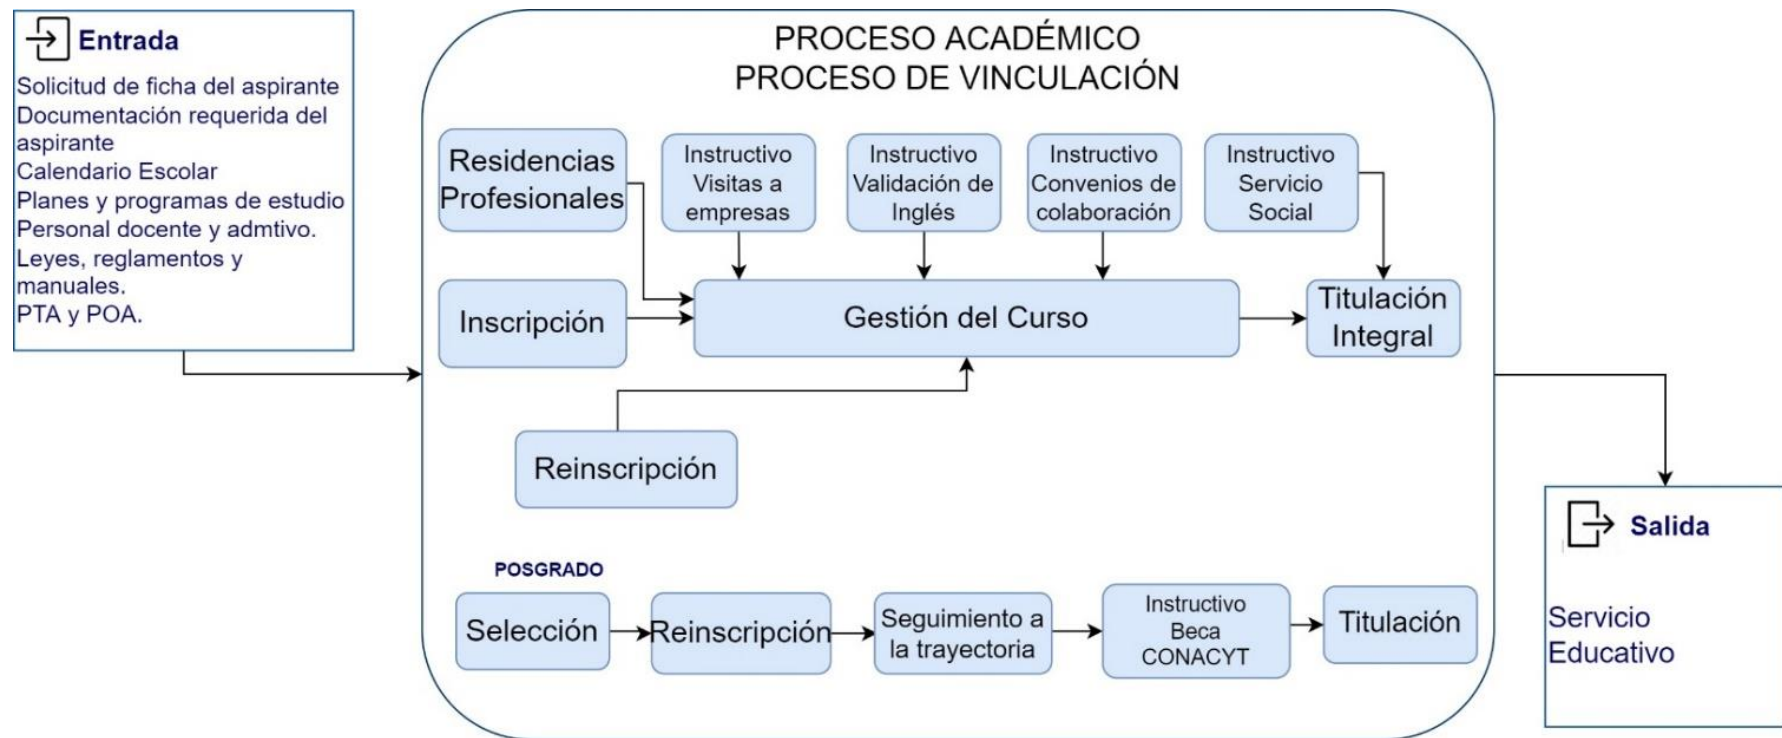 Entrada
Solicitud de ficha del aspirante
Documentación requerida del
aspirante
Calendario Escolar
Planes y programas de estudio
Personal docente y admtivo.
Leyes, reglamentos y
manuales.
PTA y POA.
PROCESO ACADÉMICO
PROCESO DE VINCULACIÓN
Residencias
Profesionales
Instructivo
Visitas a
empresas
Instructivo
Validación de
Inglés
Instructivo
Convenios de
colaboración
Instructivo
Servicio
Social
Inscripción
Gestión del Curso
Titulación
Integral
Reinscripción
POSGRADO
Selección
Reinscripción
Seguimiento a
la trayectoria
Instructivo
Beca
CONACYT
Titulación
Salida
Servicio
Educativo